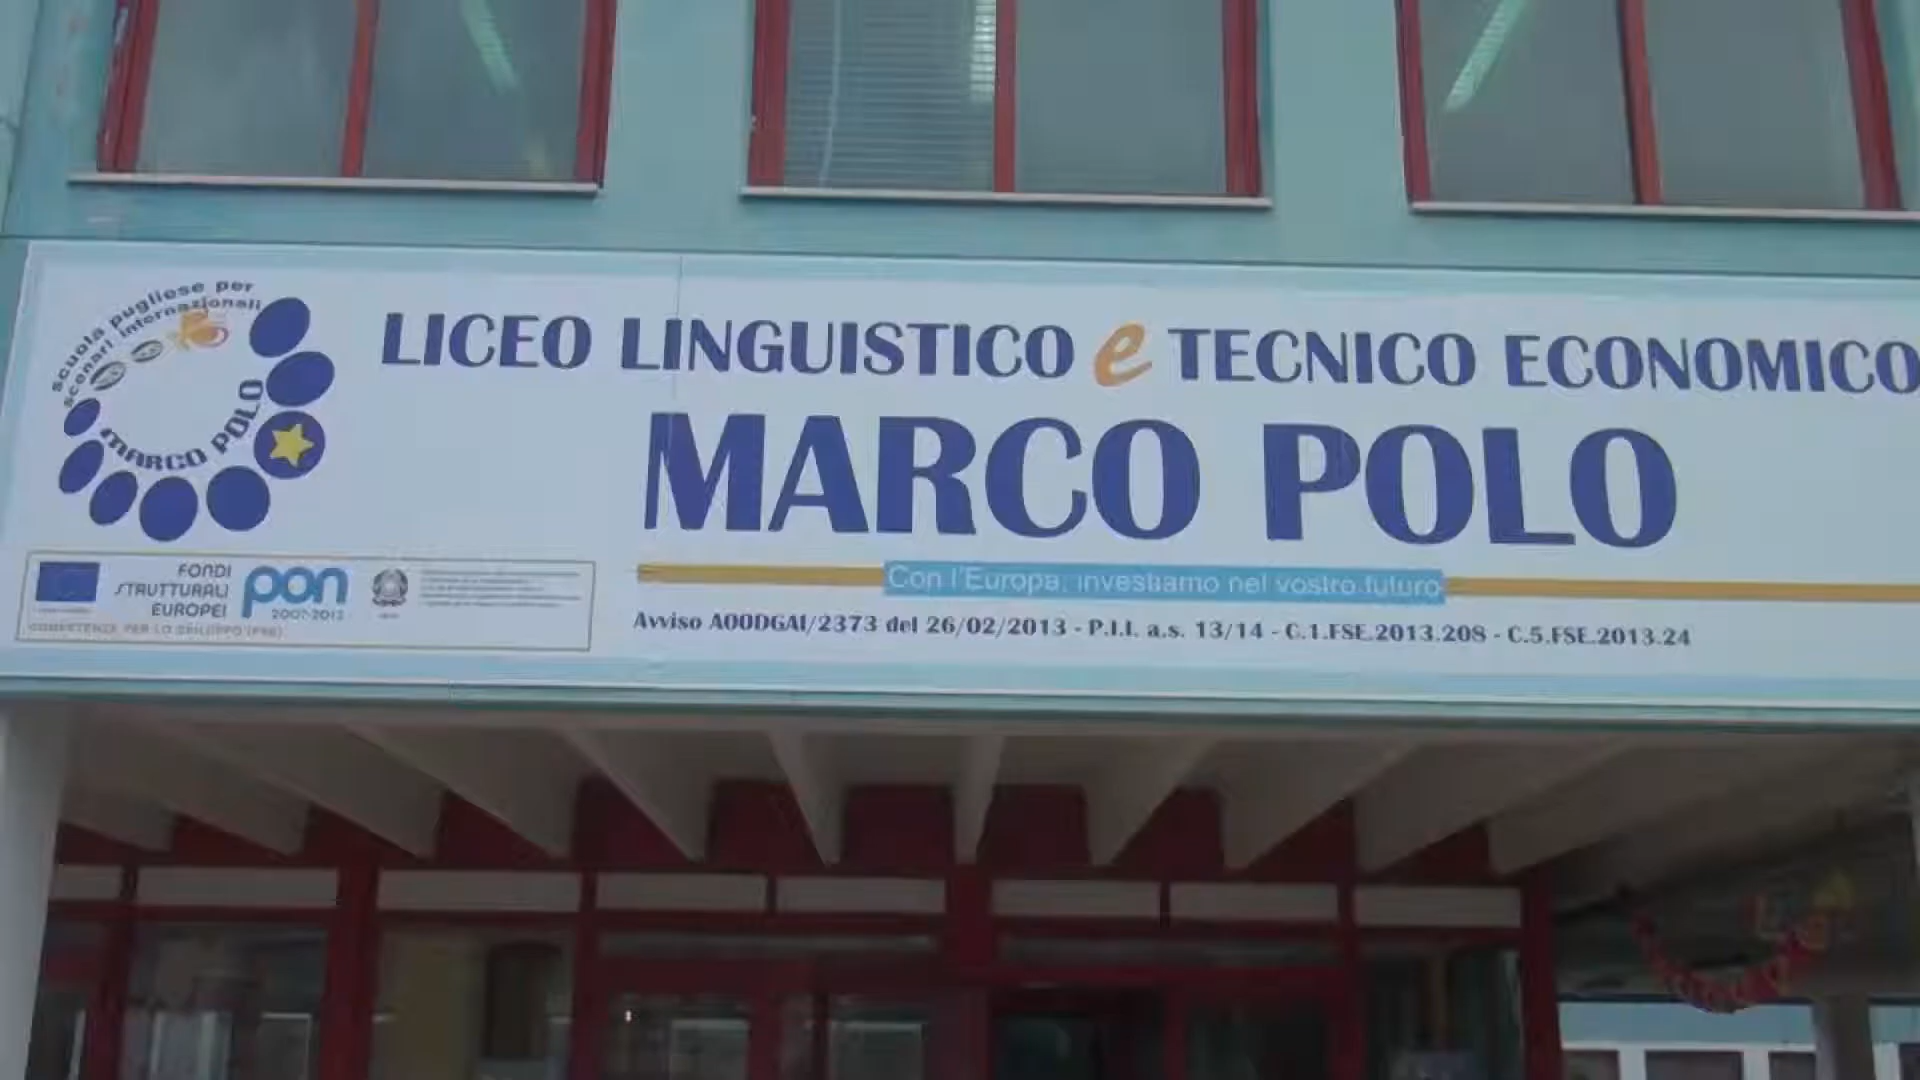 scuola pugliese per
scenari internazionali
MARCO POLO
LICEO LINGUISTICO e TECNICO ECONOMICO
MARCO POLO
Con l'Europa, investiamo nel vostro futuro
Avviso AOODGAI/2373 del 26/02/2013 - P.I.I. a.s. 13/14 - C.1.FSE.2013.208 - C.5.FSE.2013.24
FONDI
STRUTTURALI
EUROPEI
pon
2007-2013
COMPETENZE PER LO SVILUPPO (FSE)